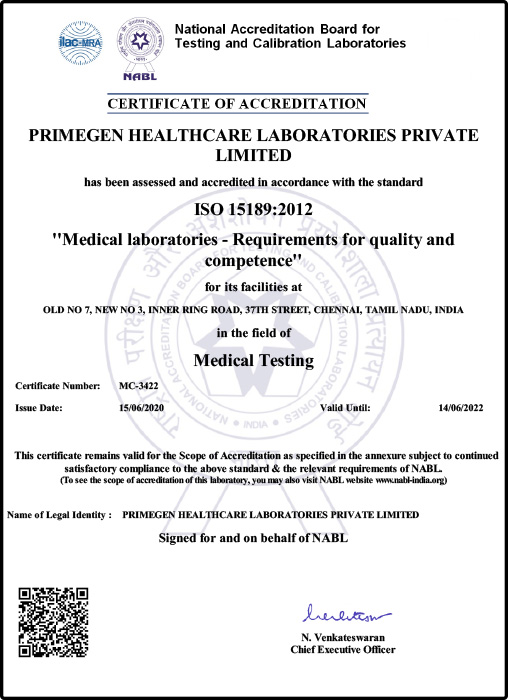 ilac-MRA
NABL
National Accreditation Board for
Testing and Calibration Laboratories
CERTIFICATE OF ACCREDITATION
PRIMEGEN HEALTHCARE LABORATORIES PRIVATE
LIMITED
has been assessed and accredited in accordance with the standard
ISO 15189:2012
"Medical laboratories - Requirements for quality and
competence"
for its facilities at
OLD NO 7, NEW NO 3, INNER RING ROAD, 37TH STREET, CHENNAI, TAMIL NADU, INDIA
in the field of
Medical Testing
Certificate Number: MC-3422
Issue Date: 15/06/2020 Valid Until: 14/06/2022
This certificate remains valid for the Scope of Accreditation as specified in the annexure subject to continued
satisfactory compliance to the above standard & the relevant requirements of NABL.
(To see the scope of accreditation of this laboratory, you may also visit NABL website www.nabl-india.org)
Name of Legal Identity : PRIMEGEN HEALTHCARE LABORATORIES PRIVATE LIMITED
Signed for and on behalf of NABL
N. Venkateswaran
Chief Executive Officer